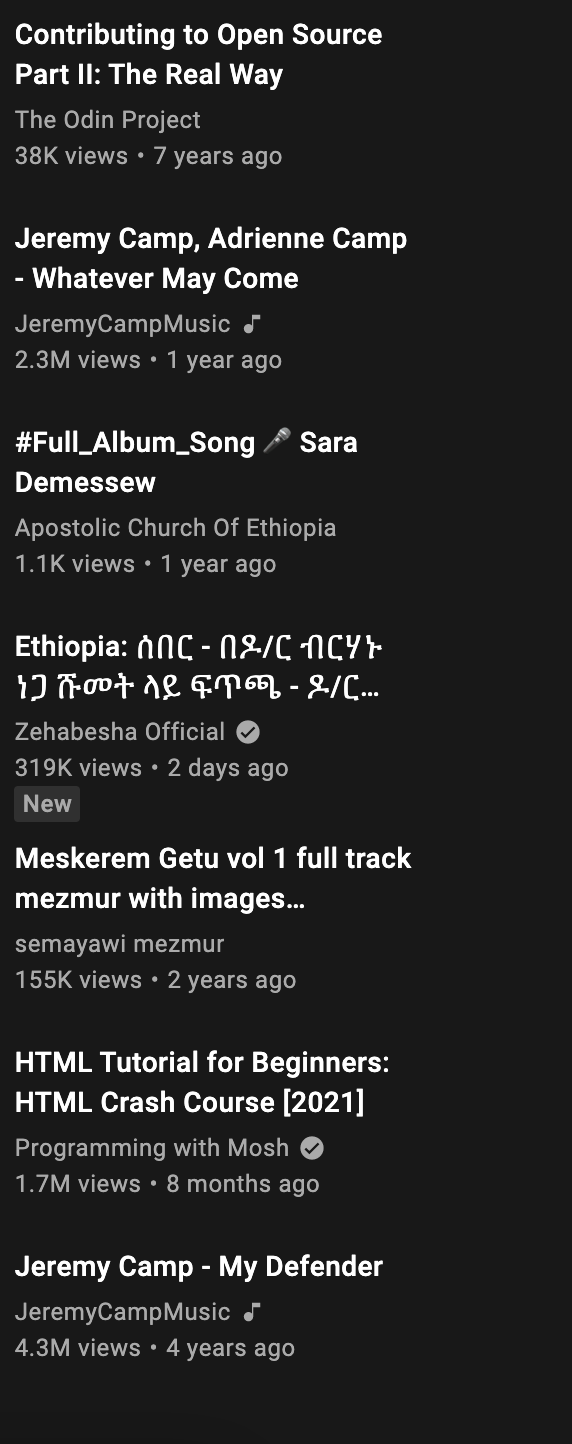 Contributing to Open Source
Part II: The Real Way
The Odin Project
38K views • 7 years ago
Jeremy Camp, Adrienne Camp
- Whatever May Come
JeremyCampMusic
2.3M views • 1 year ago
#Full_Album_Song 🎤 Sara
Demessew
Apostolic Church Of Ethiopia
1.1K views • 1 year ago
Ethiopia: ሰበር - በዶ/ር ብርሃኑ
ነጋ ሹመት ላይ ፍጥጫ - ዶ/ር…
Zehabesha Official
319K views • 2 days ago
New
Meskerem Getu vol 1 full track
mezmur with images…
semayawi mezmur
155K views • 2 years ago
HTML Tutorial for Beginners:
HTML Crash Course [2021]
Programming with Mosh
1.7M views • 8 months ago
Jeremy Camp - My Defender
JeremyCampMusic
4.3M views • 4 years ago